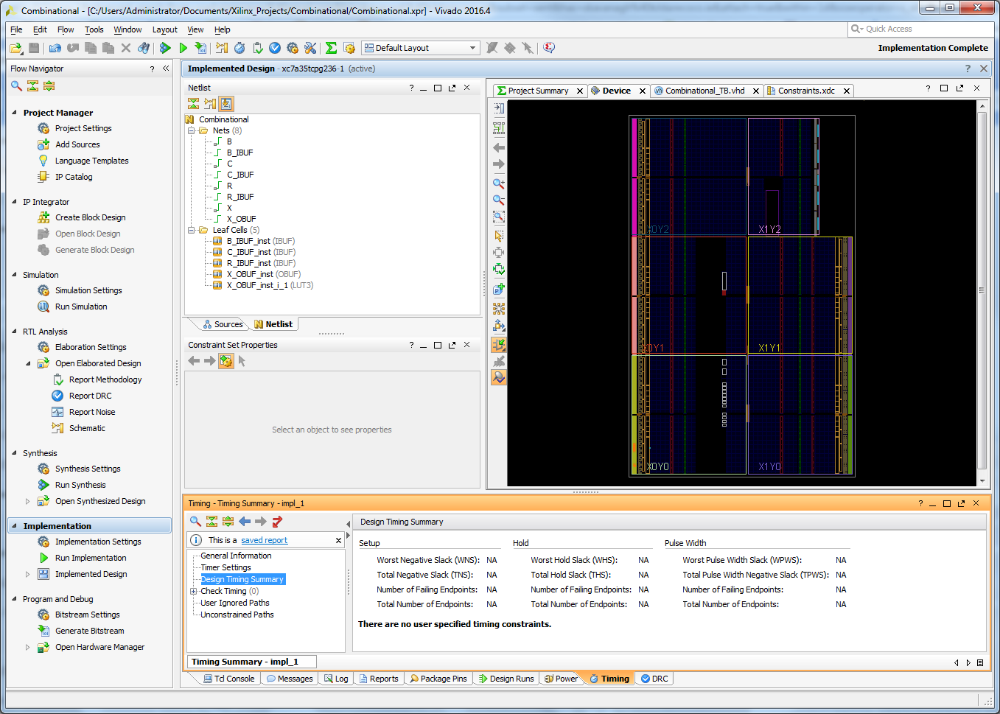 Combinational - [C:/Users/Administrator/Documents/Xilinx_Projects/Combinational/Combinational.xpr] - Vivado 2016.4
File Edit Flow Tools Window Layout View Help
Quick Access
Default Layout
Implementation Complete
Flow Navigator
Project Manager
Project Settings
Add Sources
Language Templates
IP Catalog
IP Integrator
Create Block Design
Open Block Design
Generate Block Design
Simulation
Simulation Settings
Run Simulation
RTL Analysis
Elaboration Settings
Open Elaborated Design
Report Methodology
Report DRC
Report Noise
Schematic
Synthesis
Synthesis Settings
Run Synthesis
Open Synthesized Design
Implementation
Implementation Settings
Run Implementation
Implemented Design
Program and Debug
Bitstream Settings
Generate Bitstream
Open Hardware Manager
Implemented Design - xc7a35tcpg236-1 (active)
Netlist
Combinational
Nets (8)
B
B_IBUF
C
C_IBUF
R
R_IBUF
X
X_OBUF
Leaf Cells (5)
B_IBUF_inst (IBUF)
C_IBUF_inst (IBUF)
R_IBUF_inst (IBUF)
X_OBUF_inst (OBUF)
X_OBUF_inst_i_1 (LUT3)
Sources Netlist
Constraint Set Properties
Select an object to see properties
Project Summary Device Combinational_TB.vhd Constraints.xdc
X0Y2 X1Y2
X0Y1 X1Y1
X0Y0 X1Y0
Timing - Timing Summary - impl_1
This is a saved report
General Information
Timer Settings
Design Timing Summary
Check Timing (0)
User Ignored Paths
Unconstrained Paths
Design Timing Summary
Setup Hold Pulse Width
Worst Negative Slack (WNS): NA Worst Hold Slack (WHS): NA Worst Pulse Width Slack (WPWS): NA
Total Negative Slack (TNS): NA Total Hold Slack (THS): NA Total Pulse Width Negative Slack (TPWS): NA
Number of Failing Endpoints: NA Number of Failing Endpoints: NA Number of Failing Endpoints: NA
Total Number of Endpoints: NA Total Number of Endpoints: NA Total Number of Endpoints: NA
There are no user specified timing constraints.
Timing Summary - impl_1
Tcl Console Messages Log Reports Package Pins Design Runs Power Timing DRC